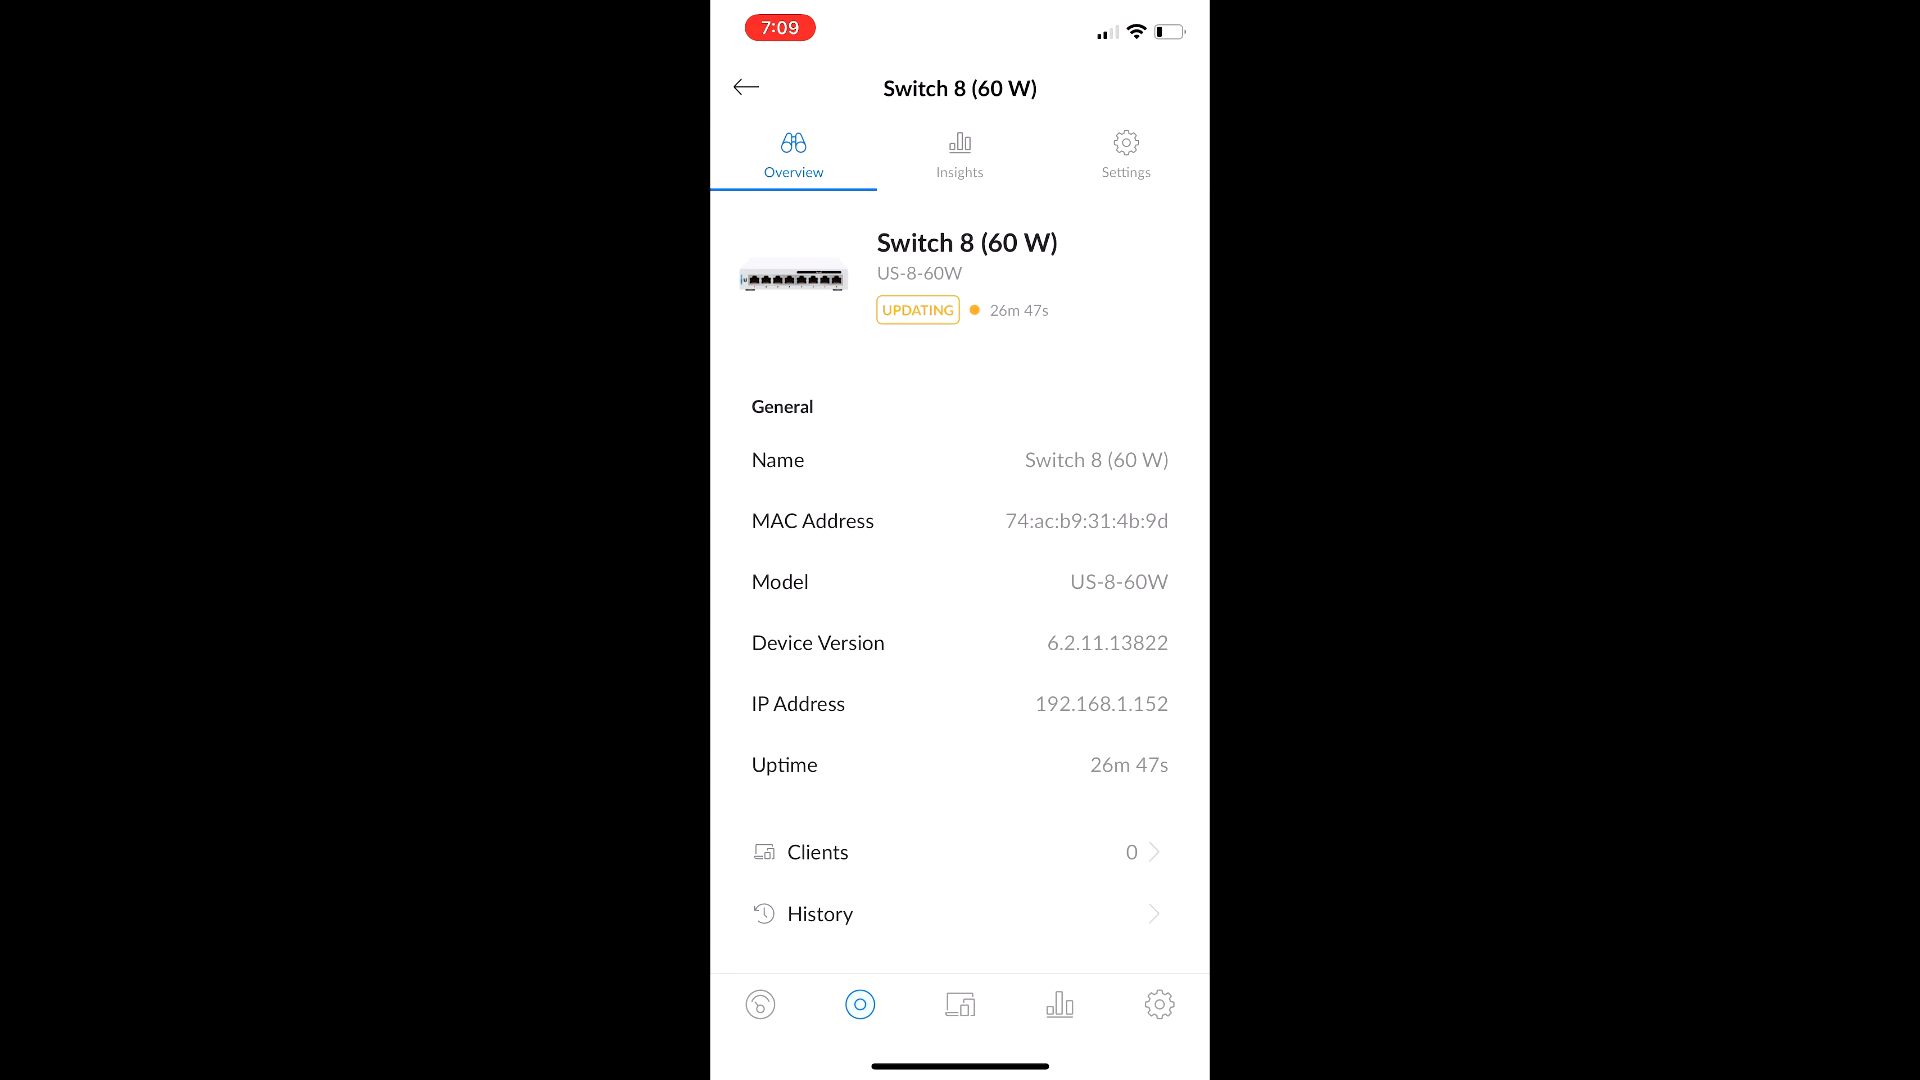 7:09
Switch 8 (60 W)
Overview
Insights
Settings
Switch 8 (60 W)
US-8-60W
UPDATING 26m 47s
General
Name Switch 8 (60 W)
MAC Address 74:ac:b9:31:4b:9d
Model US-8-60W
Device Version 6.2.11.13822
IP Address 192.168.1.152
Uptime 26m 47s
Clients 0
History